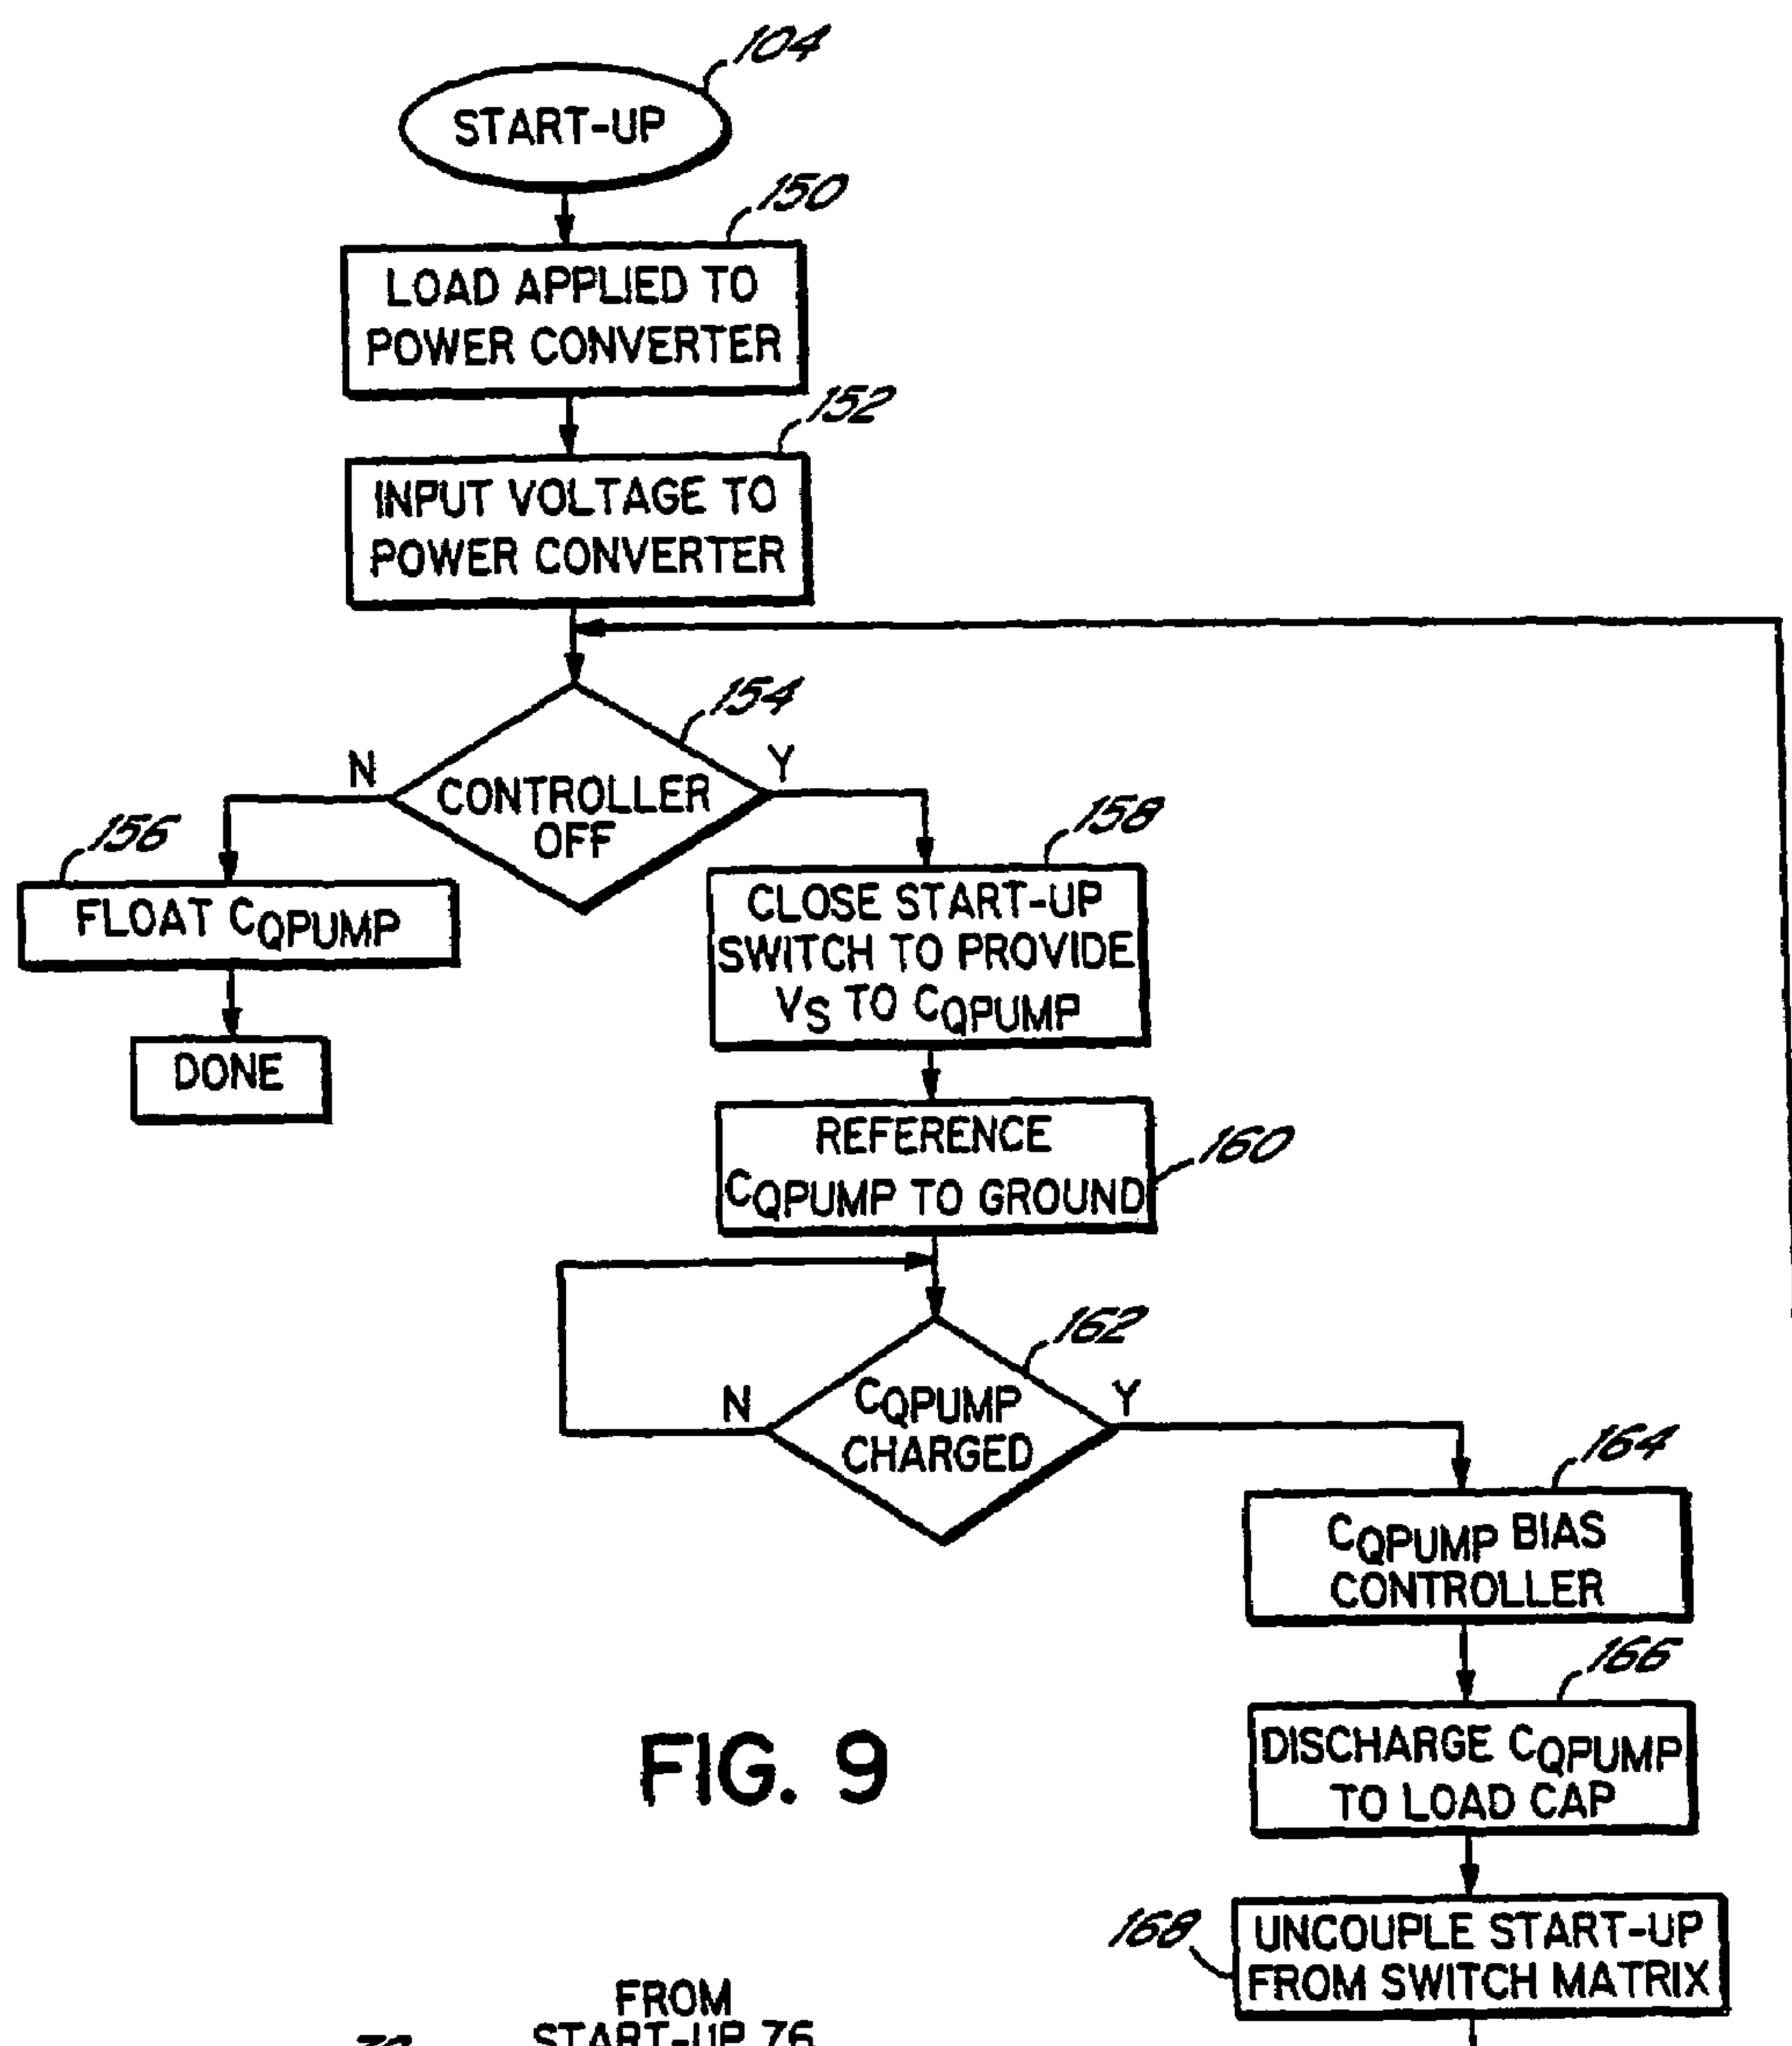 104
START-UP
150
LOAD APPLIED TO
POWER CONVERTER
152
INPUT VOLTAGE TO
POWER CONVERTER
154
N
Y
CONTROLLER
OFF
156
FLOAT CQPUMP
DONE
158
CLOSE START-UP
SWITCH TO PROVIDE
VS TO CQPUMP
REFERENCE
CQPUMP TO GROUND
160
162
N
Y
CQPUMP
CHARGED
164
CQPUMP BIAS
CONTROLLER
166
DISCHARGE CQPUMP
TO LOAD CAP
168
UNCOUPLE START-UP
FROM SWITCH MATRIX
FIG. 9
FROM
START-UP 76